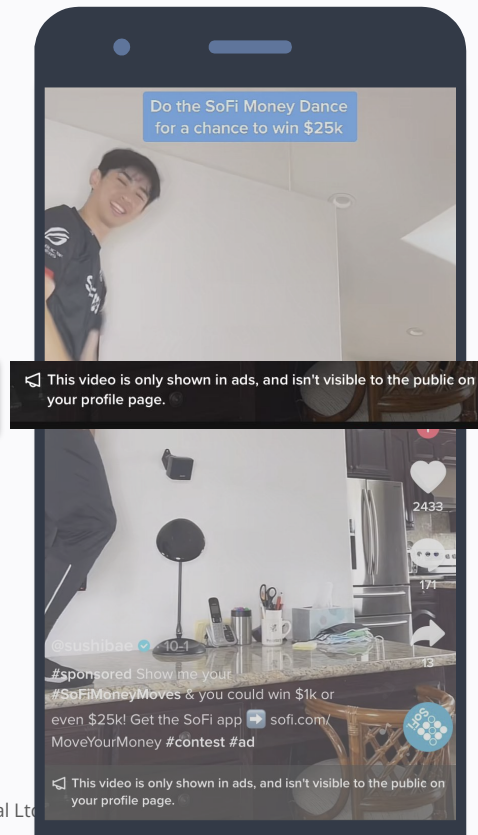 Do the SoFi Money Dance
for a chance to win $25k
This video is only shown in ads, and isn't visible to the public on
your profile page.
2433
171
13
@sushibae 10-1
#sponsored Show me your
#SoFiMoneyMoves & you could win $1k or
even $25k! Get the SoFi app ➡ sofi.com/
MoveYourMoney #contest #ad
SoFi
This video is only shown in ads, and isn't visible to the public on
your profile page.
al Ltd